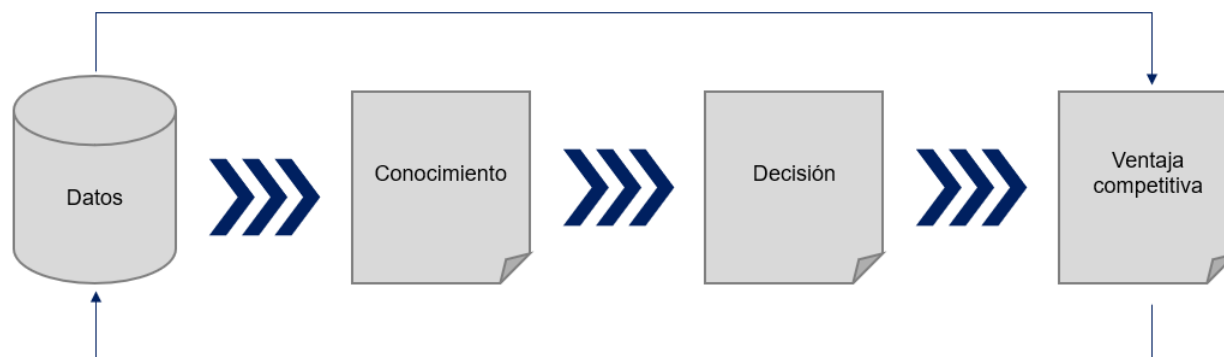 Datos
Conocimiento
Decisión
Ventaja
competitiva